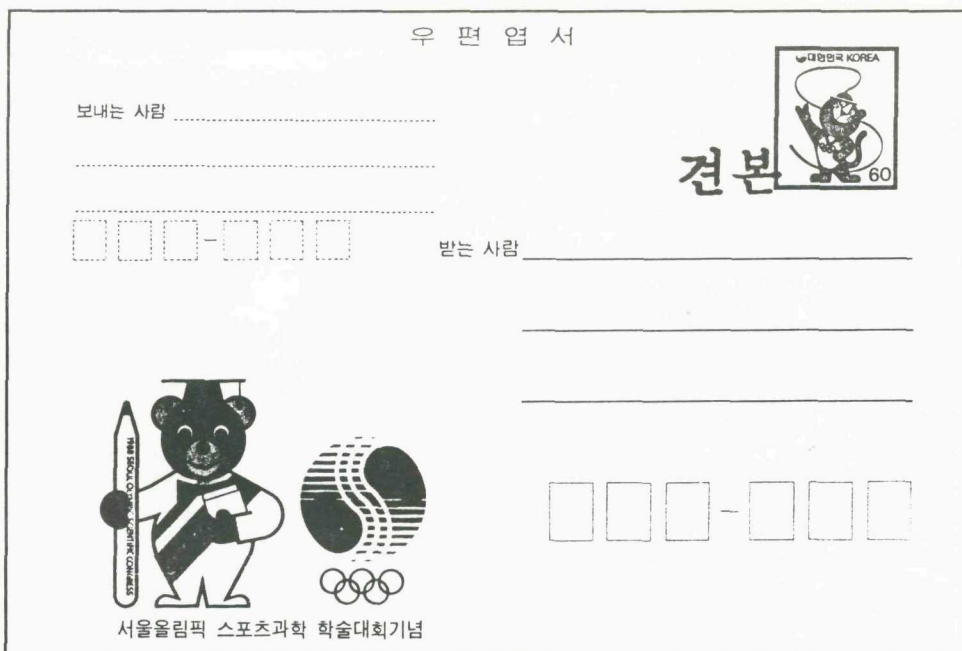 우 편 엽 서
대한민국 KOREA
60
견본
보내는 사람
받는 사람
1988 SEOUL OLYMPIC SCIENTIFIC CONGRESS
서울올림픽 스포츠과학 학술대회기념